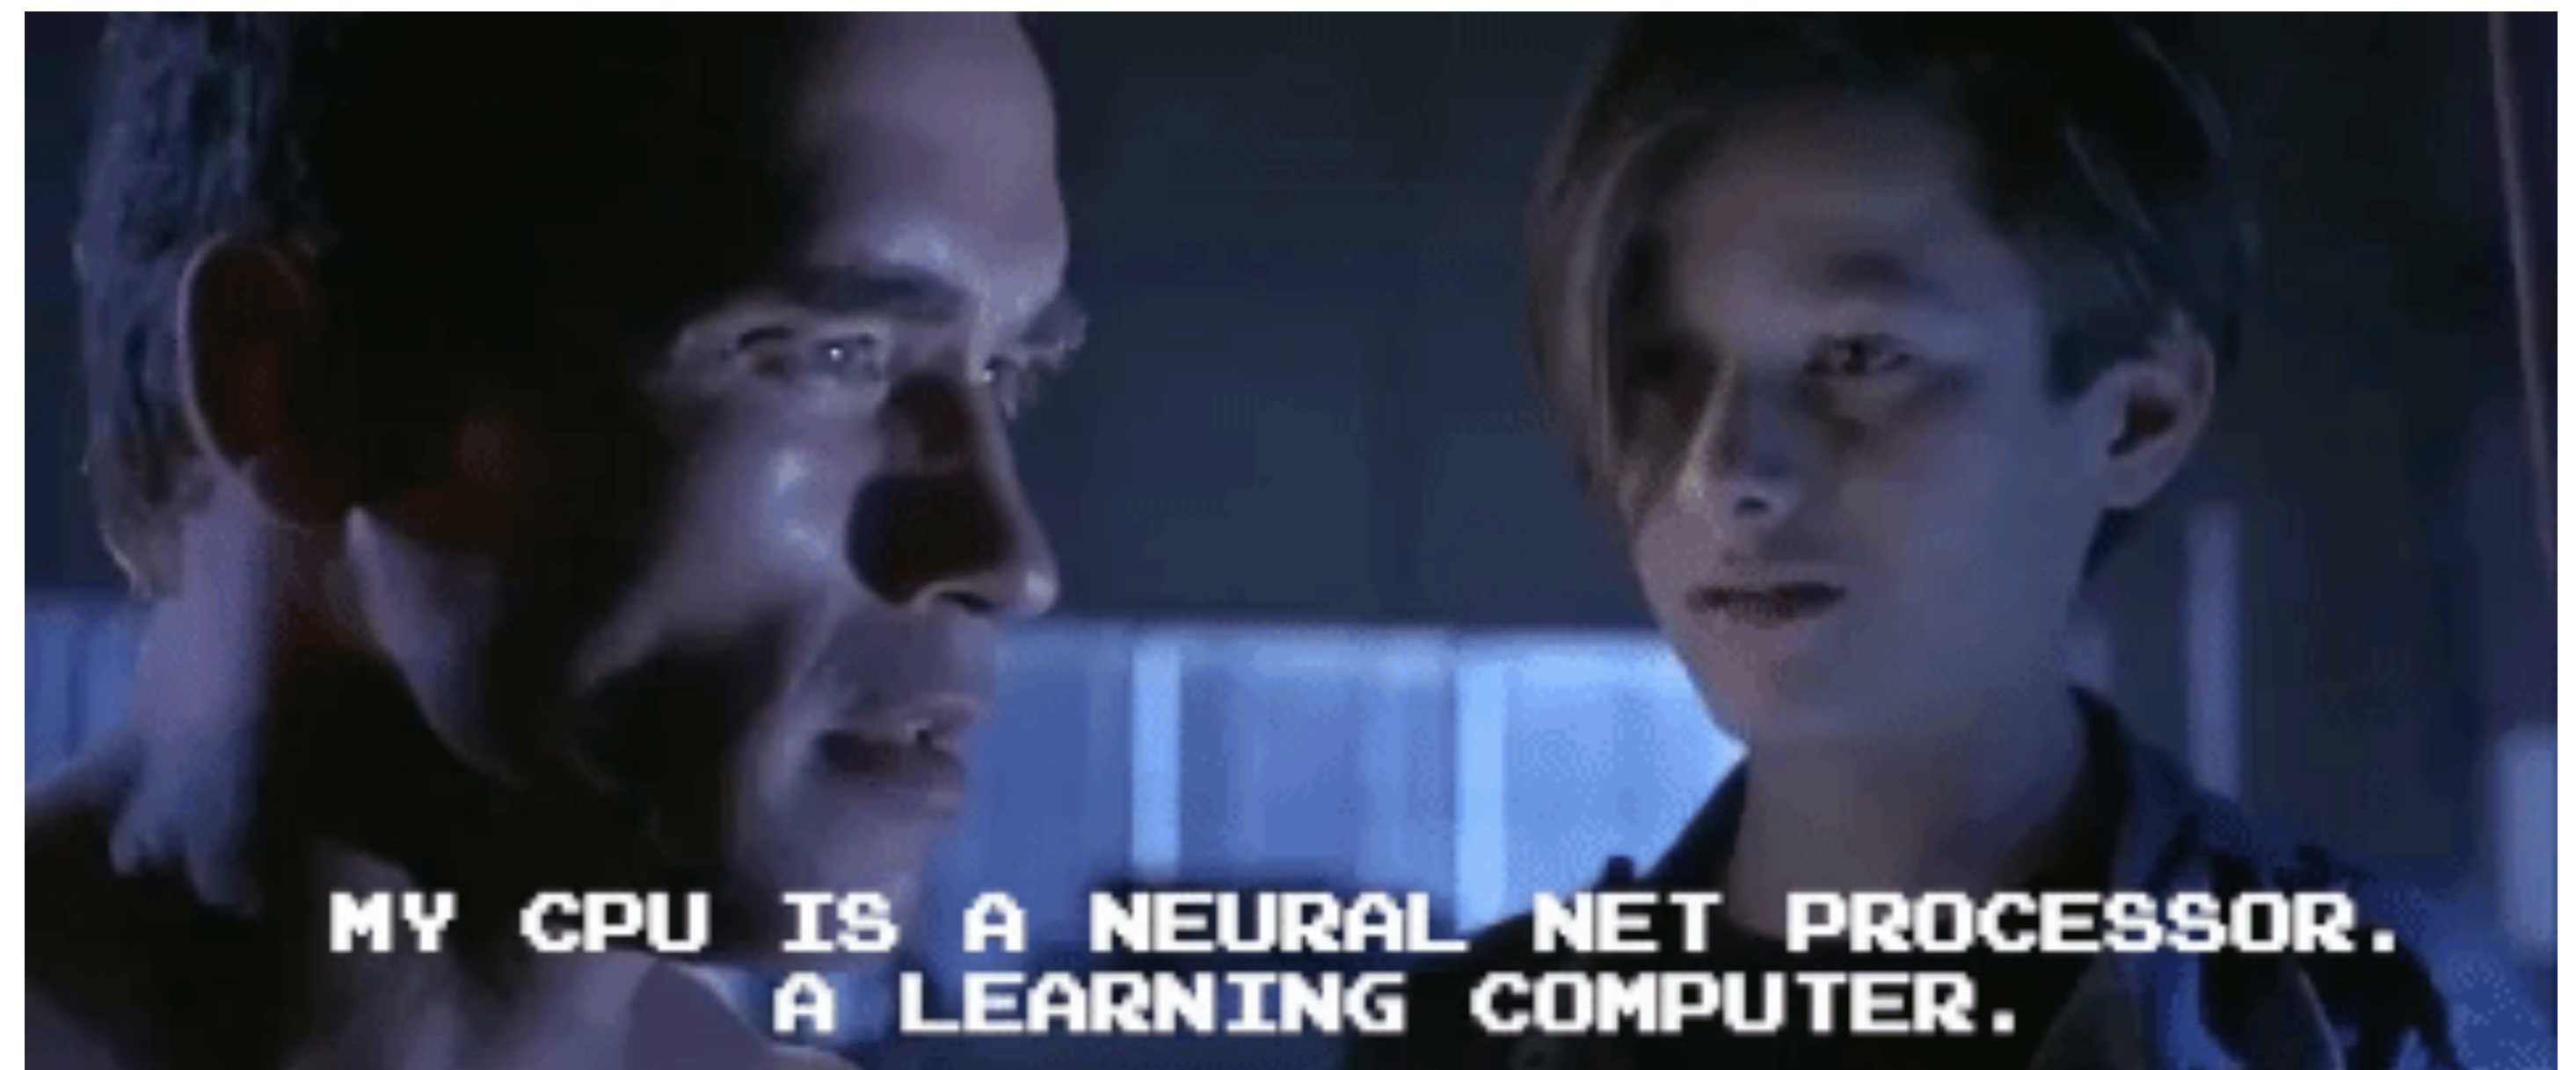 MY CPU IS A NEURAL NET PROCESSOR.
A LEARNING COMPUTER.